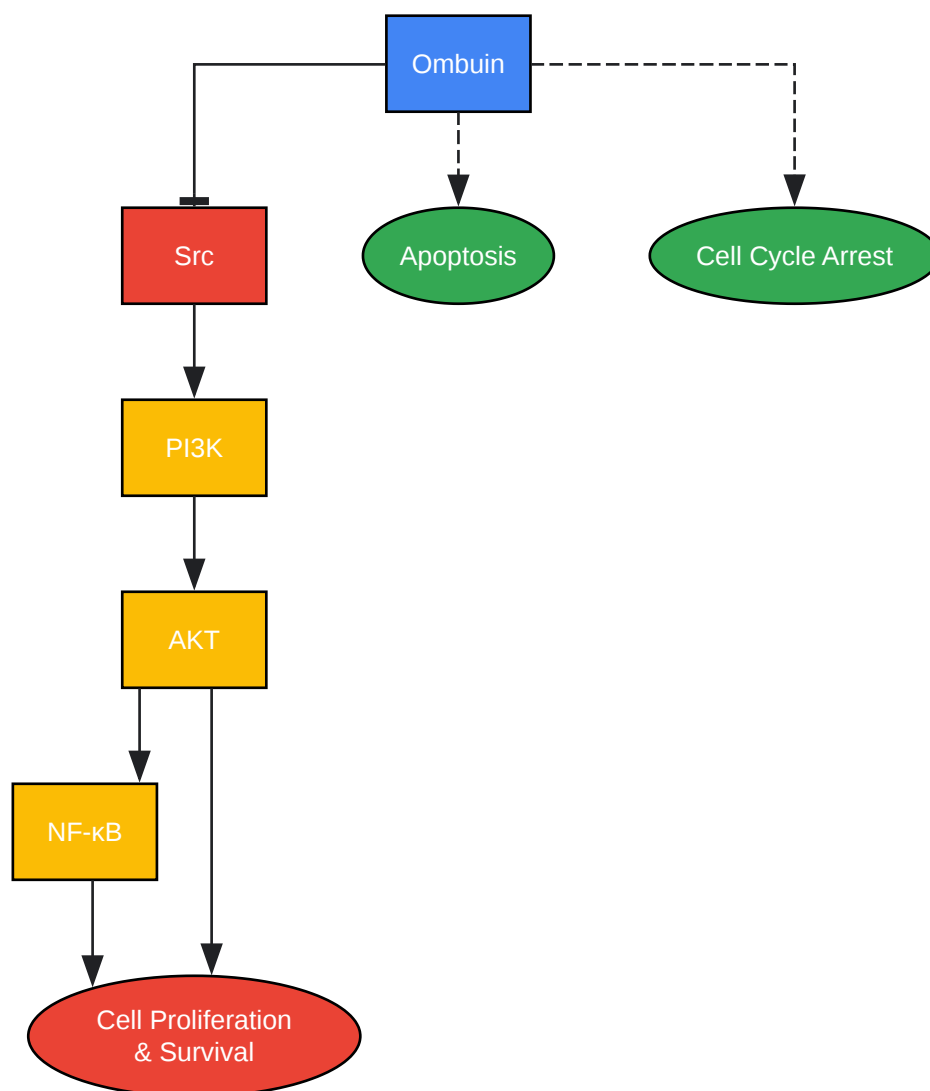 Ombuin
Src
Apoptosis
Cell Cycle Arrest
PI3K
AKT
NF-κB
Cell Proliferation
& Survival